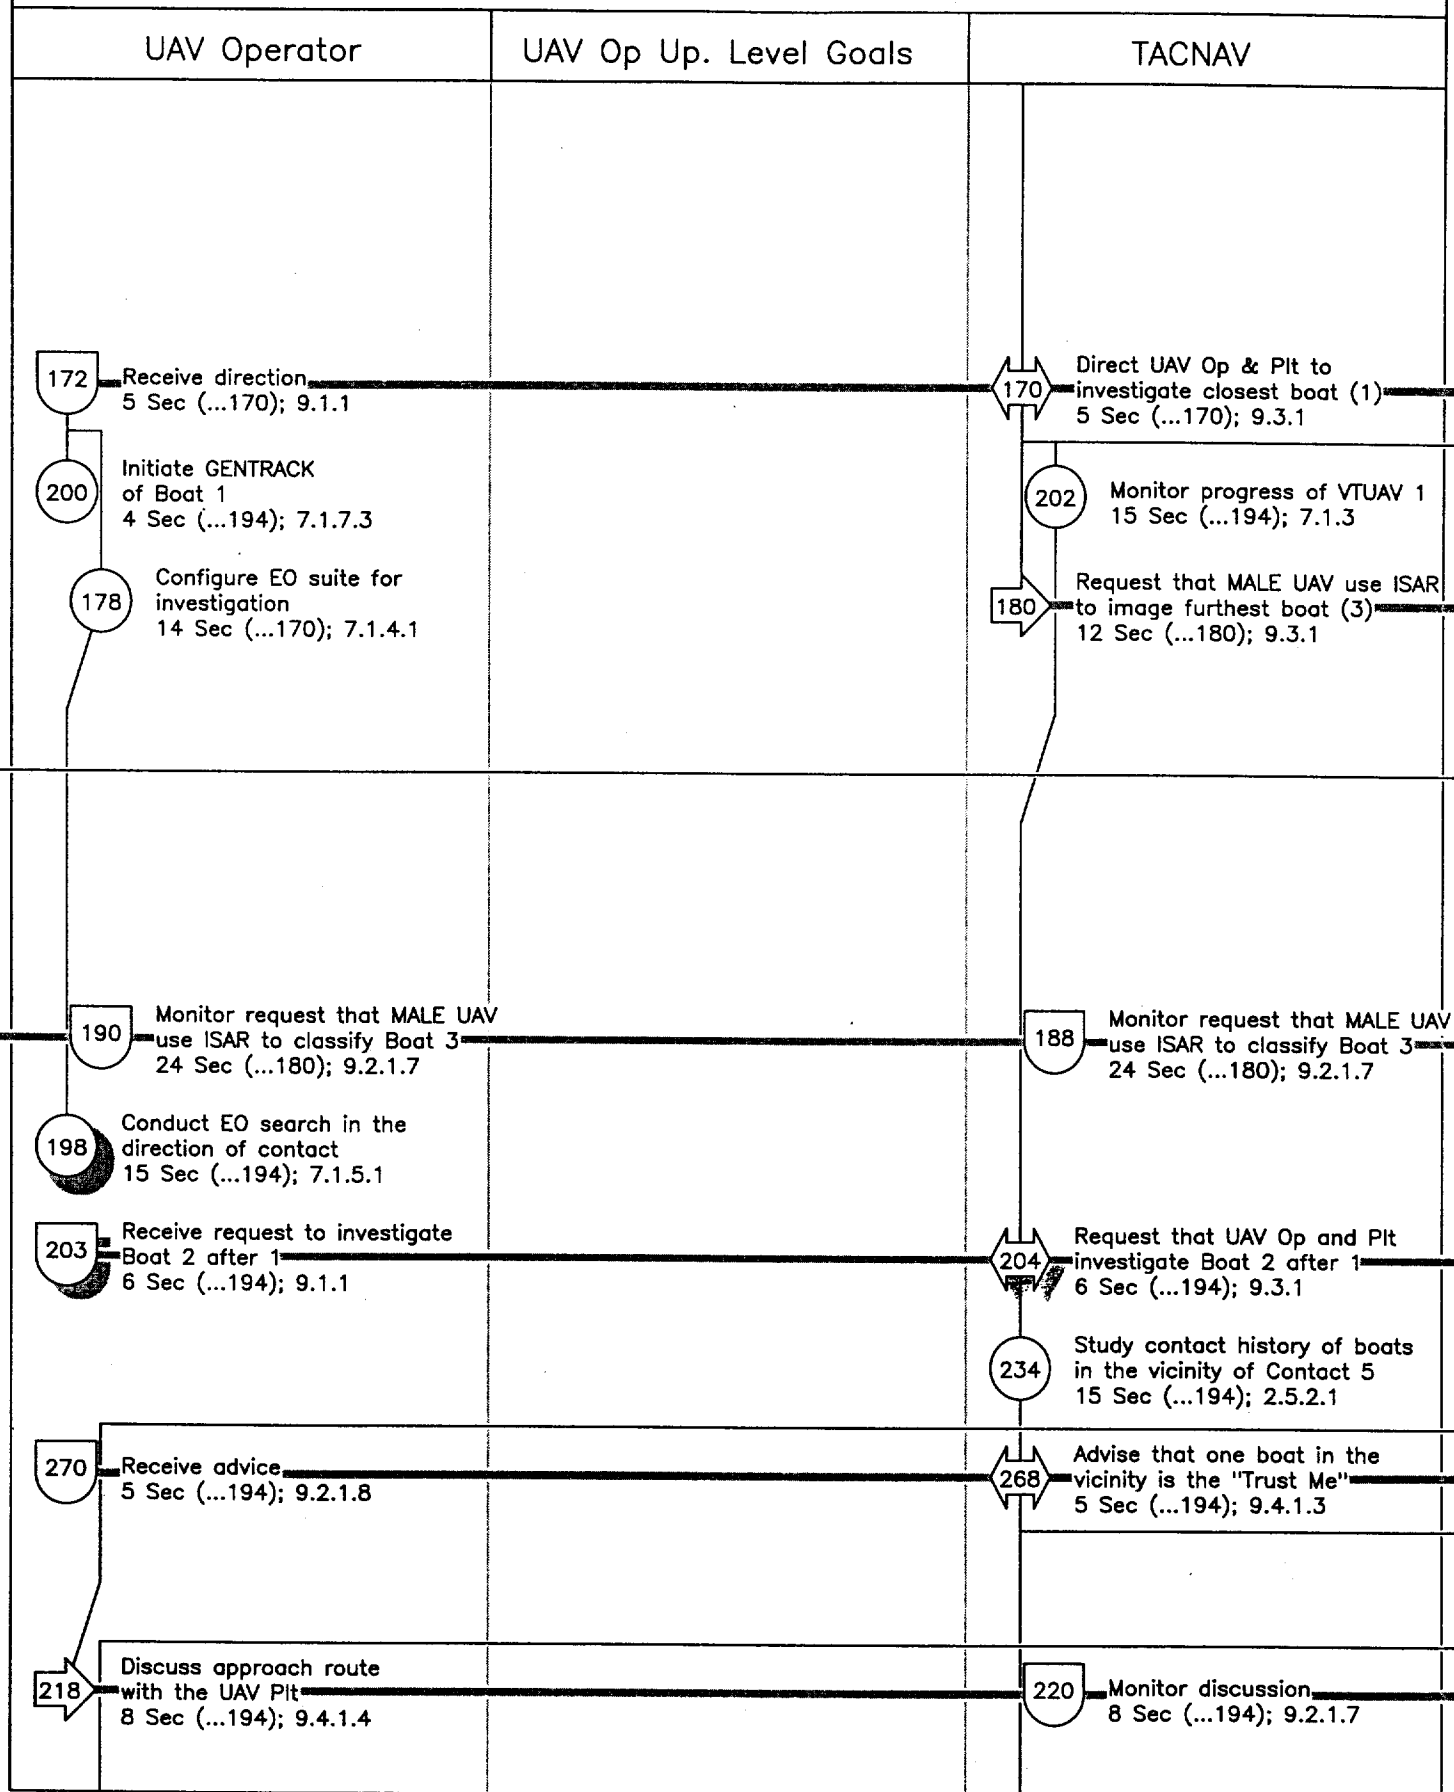 UAV Operator
UAV Op Up. Level Goals
TACNAV
172
Receive direction
5 Sec (...170); 9.1.1
170
Direct UAV Op & Plt to
investigate closest boat (1)
5 Sec (...170); 9.3.1
200
Initiate GENTRACK
of Boat 1
4 Sec (...194); 7.1.7.3
202
Monitor progress of VTUAV 1
15 Sec (...194); 7.1.3
178
Configure EO suite for
investigation
14 Sec (...170); 7.1.4.1
180
Request that MALE UAV use ISAR
to image furthest boat (3)
12 Sec (...180); 9.3.1
190
Monitor request that MALE UAV
use ISAR to classify Boat 3
24 Sec (...180); 9.2.1.7
188
Monitor request that MALE UAV
use ISAR to classify Boat 3
24 Sec (...180); 9.2.1.7
198
Conduct EO search in the
direction of contact
15 Sec (...194); 7.1.5.1
203
Receive request to investigate
Boat 2 after 1
6 Sec (...194); 9.1.1
204
Request that UAV Op and Plt
investigate Boat 2 after 1
6 Sec (...194); 9.3.1
234
Study contact history of boats
in the vicinity of Contact 5
15 Sec (...194); 2.5.2.1
270
Receive advice
5 Sec (...194); 9.2.1.8
268
Advise that one boat in the
vicinity is the "Trust Me"
5 Sec (...194); 9.4.1.3
218
Discuss approach route
with the UAV Plt
8 Sec (...194); 9.4.1.4
220
Monitor discussion
8 Sec (...194); 9.2.1.7